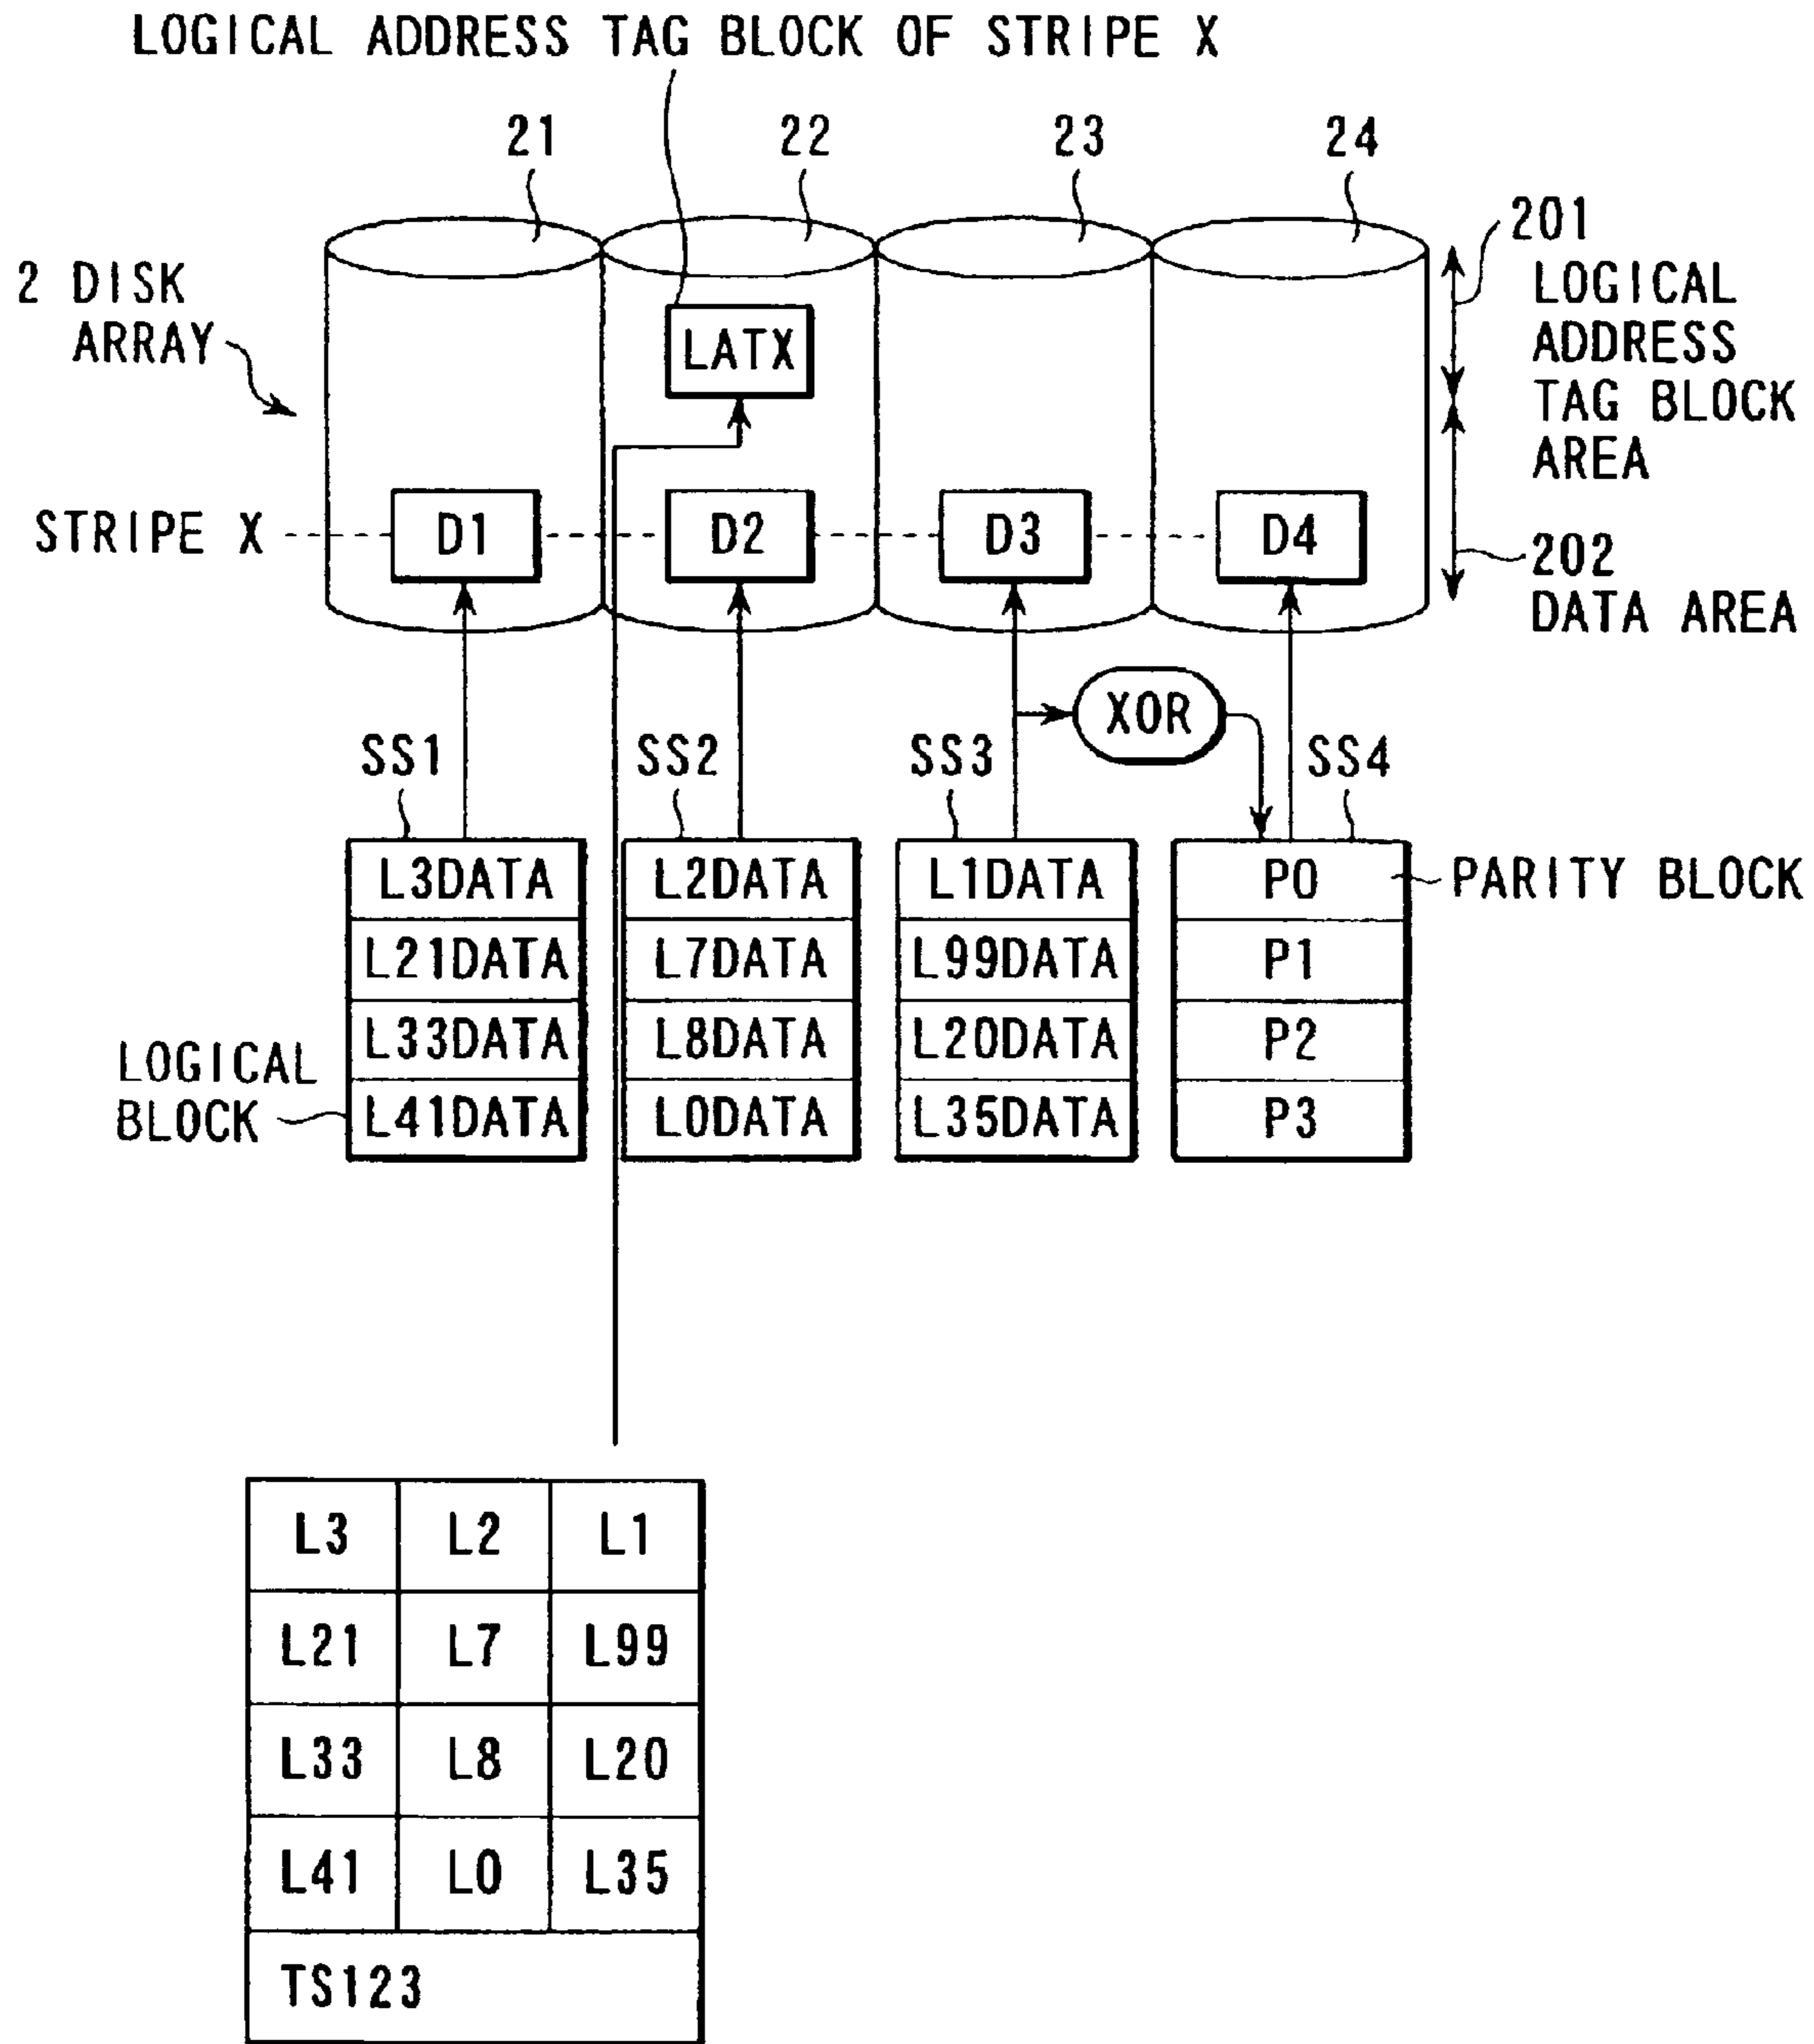 LOGICAL ADDRESS TAG BLOCK OF STRIPE X
21
22
23
24
201
LOGICAL
ADDRESS
TAG BLOCK
AREA
2 DISK
ARRAY
LATX
STRIPE X
D1
D2
D3
D4
202
DATA AREA
XOR
SS1
SS2
SS3
SS4
L3DATA
L2DATA
L1DATA
P0
PARITY BLOCK
L21DATA
L7DATA
L99DATA
P1
L33DATA
L8DATA
L20DATA
P2
LOGICAL
BLOCK
L41DATA
L0DATA
L35DATA
P3
L3
L2
L1
L21
L7
L99
L33
L8
L20
L41
L0
L35
TS123